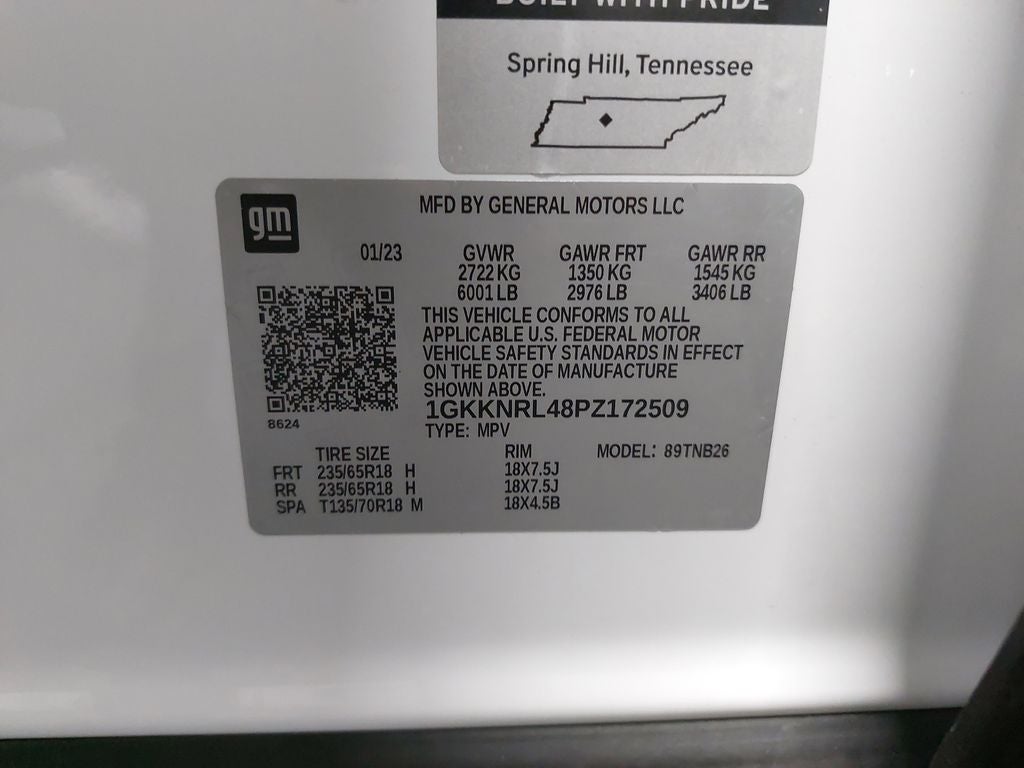 BUILT WITH PRIDE
Spring Hill, Tennessee
gm
MFD BY GENERAL MOTORS LLC
01/23 GVWR GAWR FRT GAWR RR
2722 KG 1350 KG 1545 KG
6001 LB 2976 LB 3406 LB
THIS VEHICLE CONFORMS TO ALL
APPLICABLE U.S. FEDERAL MOTOR
VEHICLE SAFETY STANDARDS IN EFFECT
ON THE DATE OF MANUFACTURE
SHOWN ABOVE.
1GKKNRL48PZ172509
8624
TYPE: MPV
TIRE SIZE RIM MODEL: 89TNB26
FRT 235/65R18 H 18X7.5J
RR 235/65R18 H 18X7.5J
SPA T135/70R18 M 18X4.5B